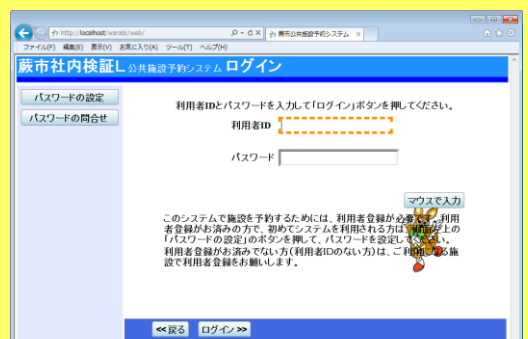 http://localhost/warabi/web/
蕨市公共施設予約システム
ファイル(F) 編集(E) 表示(V) お気に入り(A) ツール(T) ヘルプ(H)
蕨市社内検証L 公共施設予約システム ログイン
パスワードの設定
パスワードの問合せ
利用者IDとパスワードを入力して「ログイン」ボタンを押してください。
利用者ID
パスワード
マウスで入力
このシステムで施設を予約するためには、利用者登録が必要です。利用
者登録がお済みの方で、初めてシステムを利用される方は、画面左上の
「パスワードの設定」のボタンを押して、パスワードを設定してください。
利用者登録がお済みでない方(利用者IDのない方)は、ご利用になる施
設で利用者登録をお願いします。
<<戻る ログイン>>